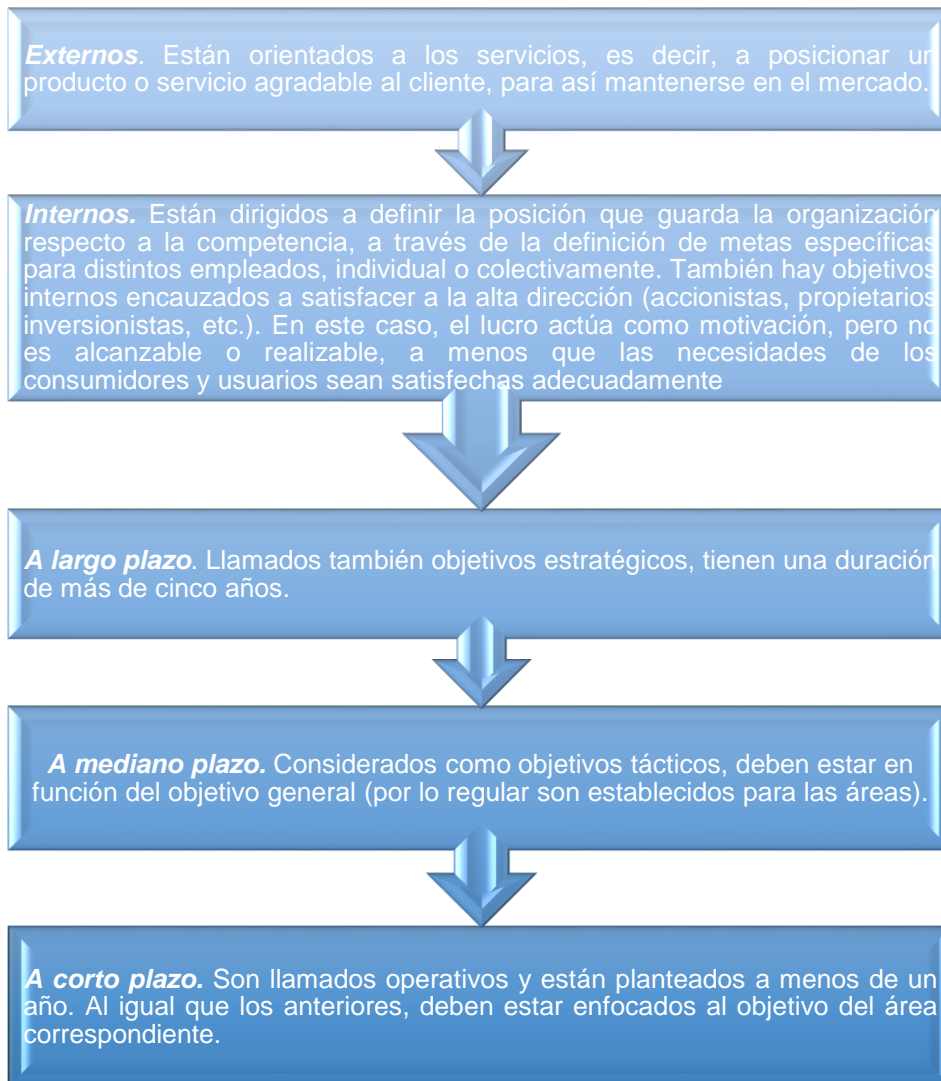 Externos. Están orientados a los servicios, es decir, a posicionar un
producto o servicio agradable al cliente, para así mantenerse en el mercado.
Internos. Están dirigidos a definir la posición que guarda la organización
respecto a la competencia, a través de la definición de metas específicas
para distintos empleados, individual o colectivamente. También hay objetivos
internos encauzados a satisfacer a la alta dirección (accionistas, propietarios
inversionistas, etc.). En este caso, el lucro actúa como motivación, pero no
es alcanzable o realizable, a menos que las necesidades de los
consumidores y usuarios sean satisfechas adecuadamente
A largo plazo. Llamados también objetivos estratégicos, tienen una duración
de más de cinco años.
A mediano plazo. Considerados como objetivos tácticos, deben estar en
función del objetivo general (por lo regular son establecidos para las áreas).
A corto plazo. Son llamados operativos y están planteados a menos de un
año. Al igual que los anteriores, deben estar enfocados al objetivo del área
correspondiente.